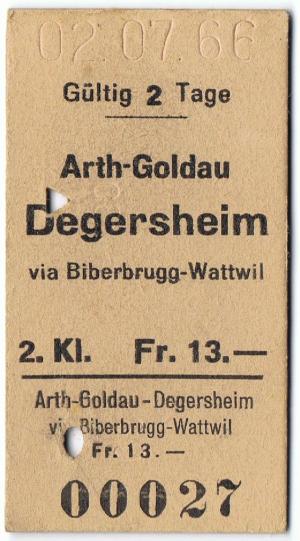 02.07.66
Gültig 2 Tage
Arth-Goldau
Degersheim
via Biberbrugg-Wattwil
2. Kl. Fr. 13.—
Arth-Goldau-Degersheim
via Biberbrugg-Wattwil
Fr. 13.—
00027